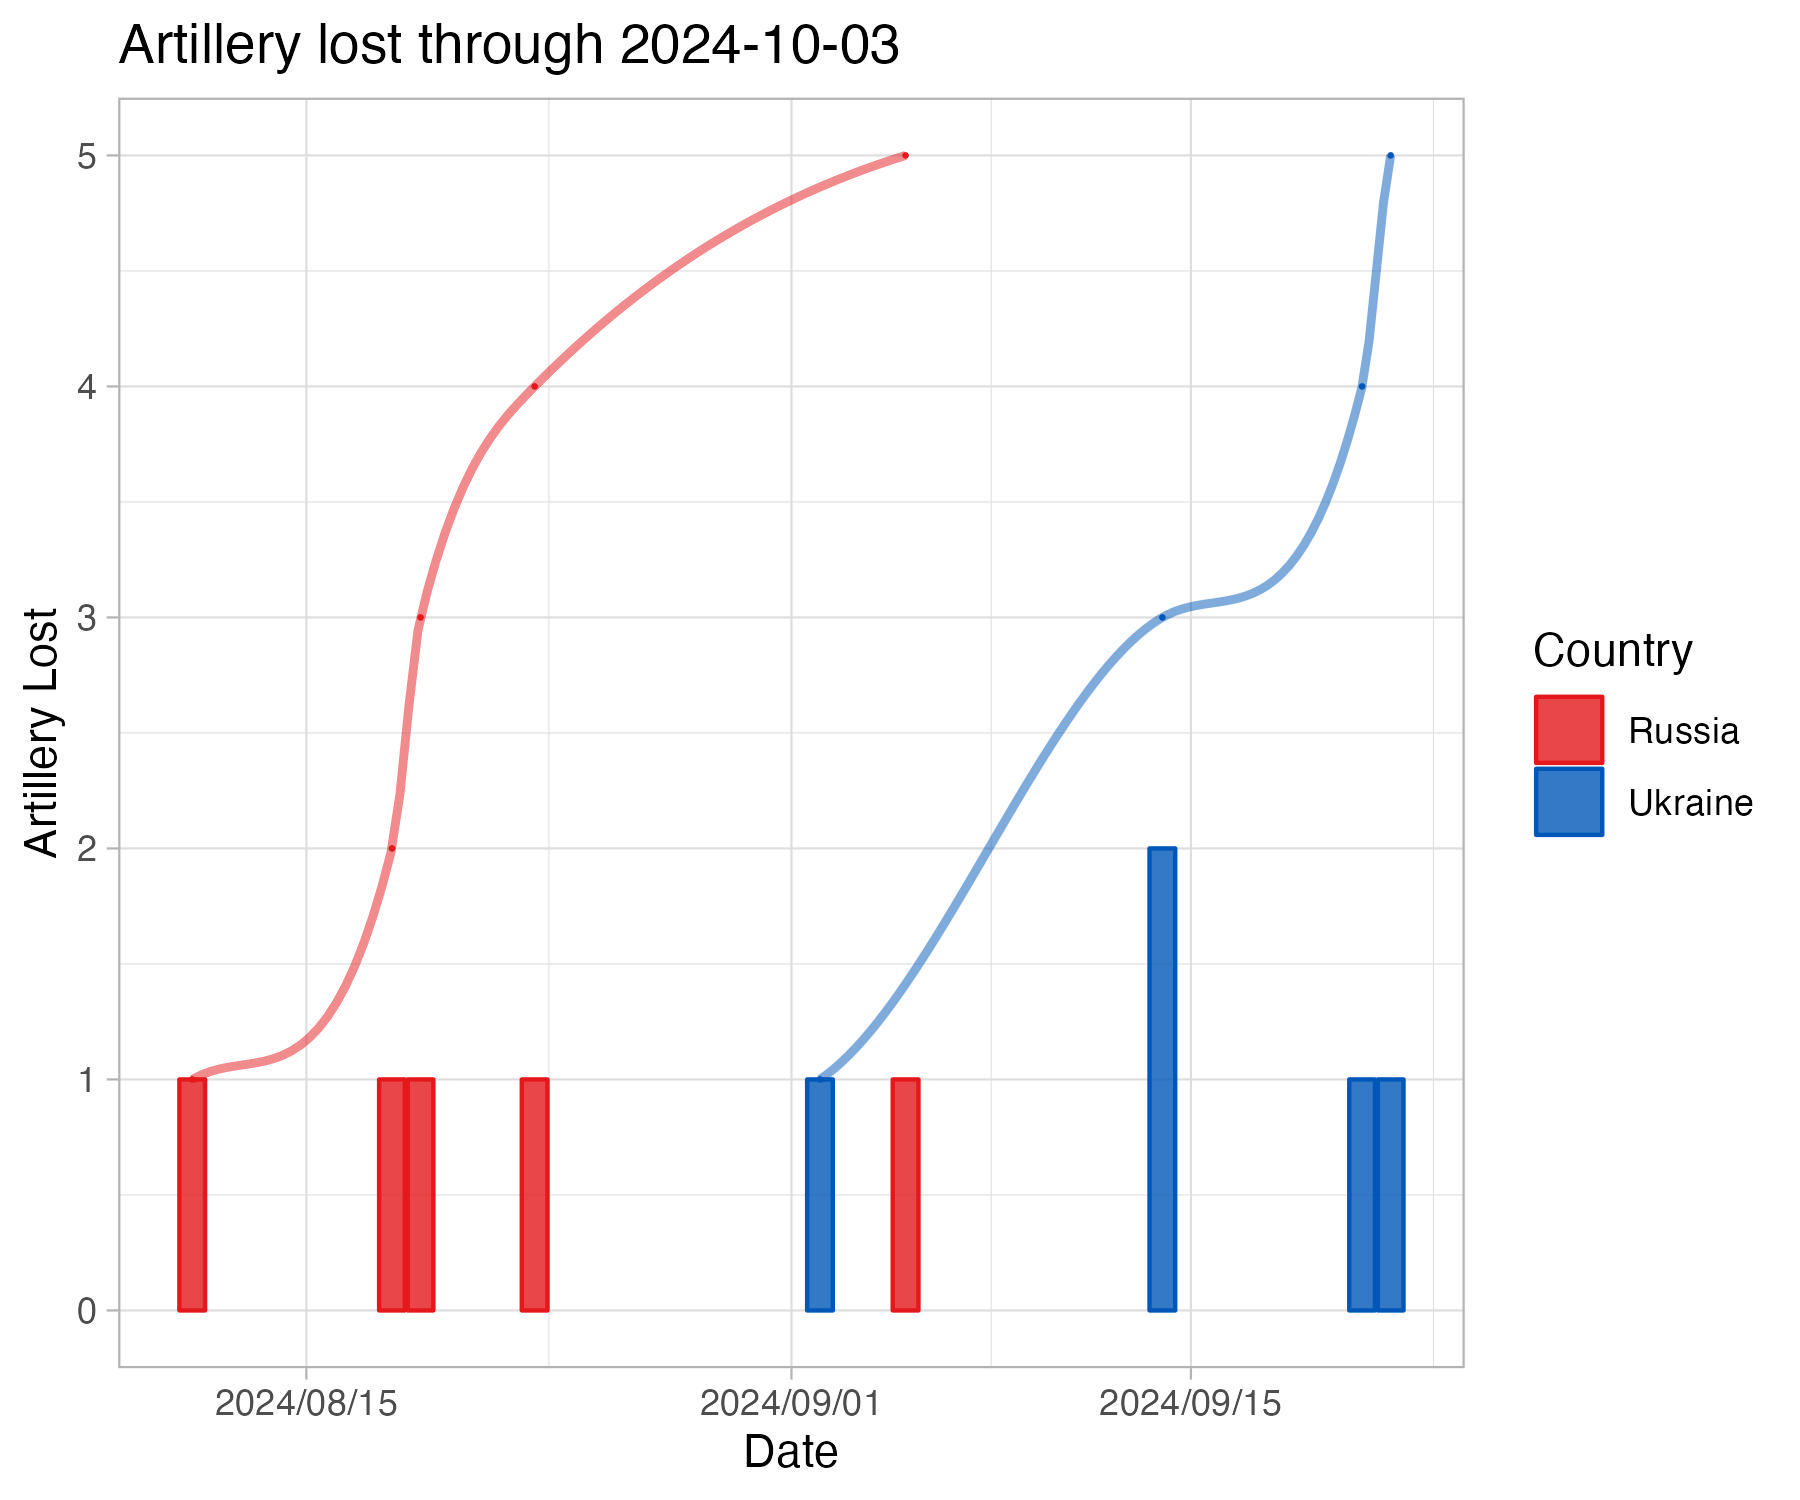 Artillery lost through 2024-10-03
Artillery Lost
5
4
3
2
1
0
2024/08/15
2024/09/01
2024/09/15
Date
Country
Russia
Ukraine